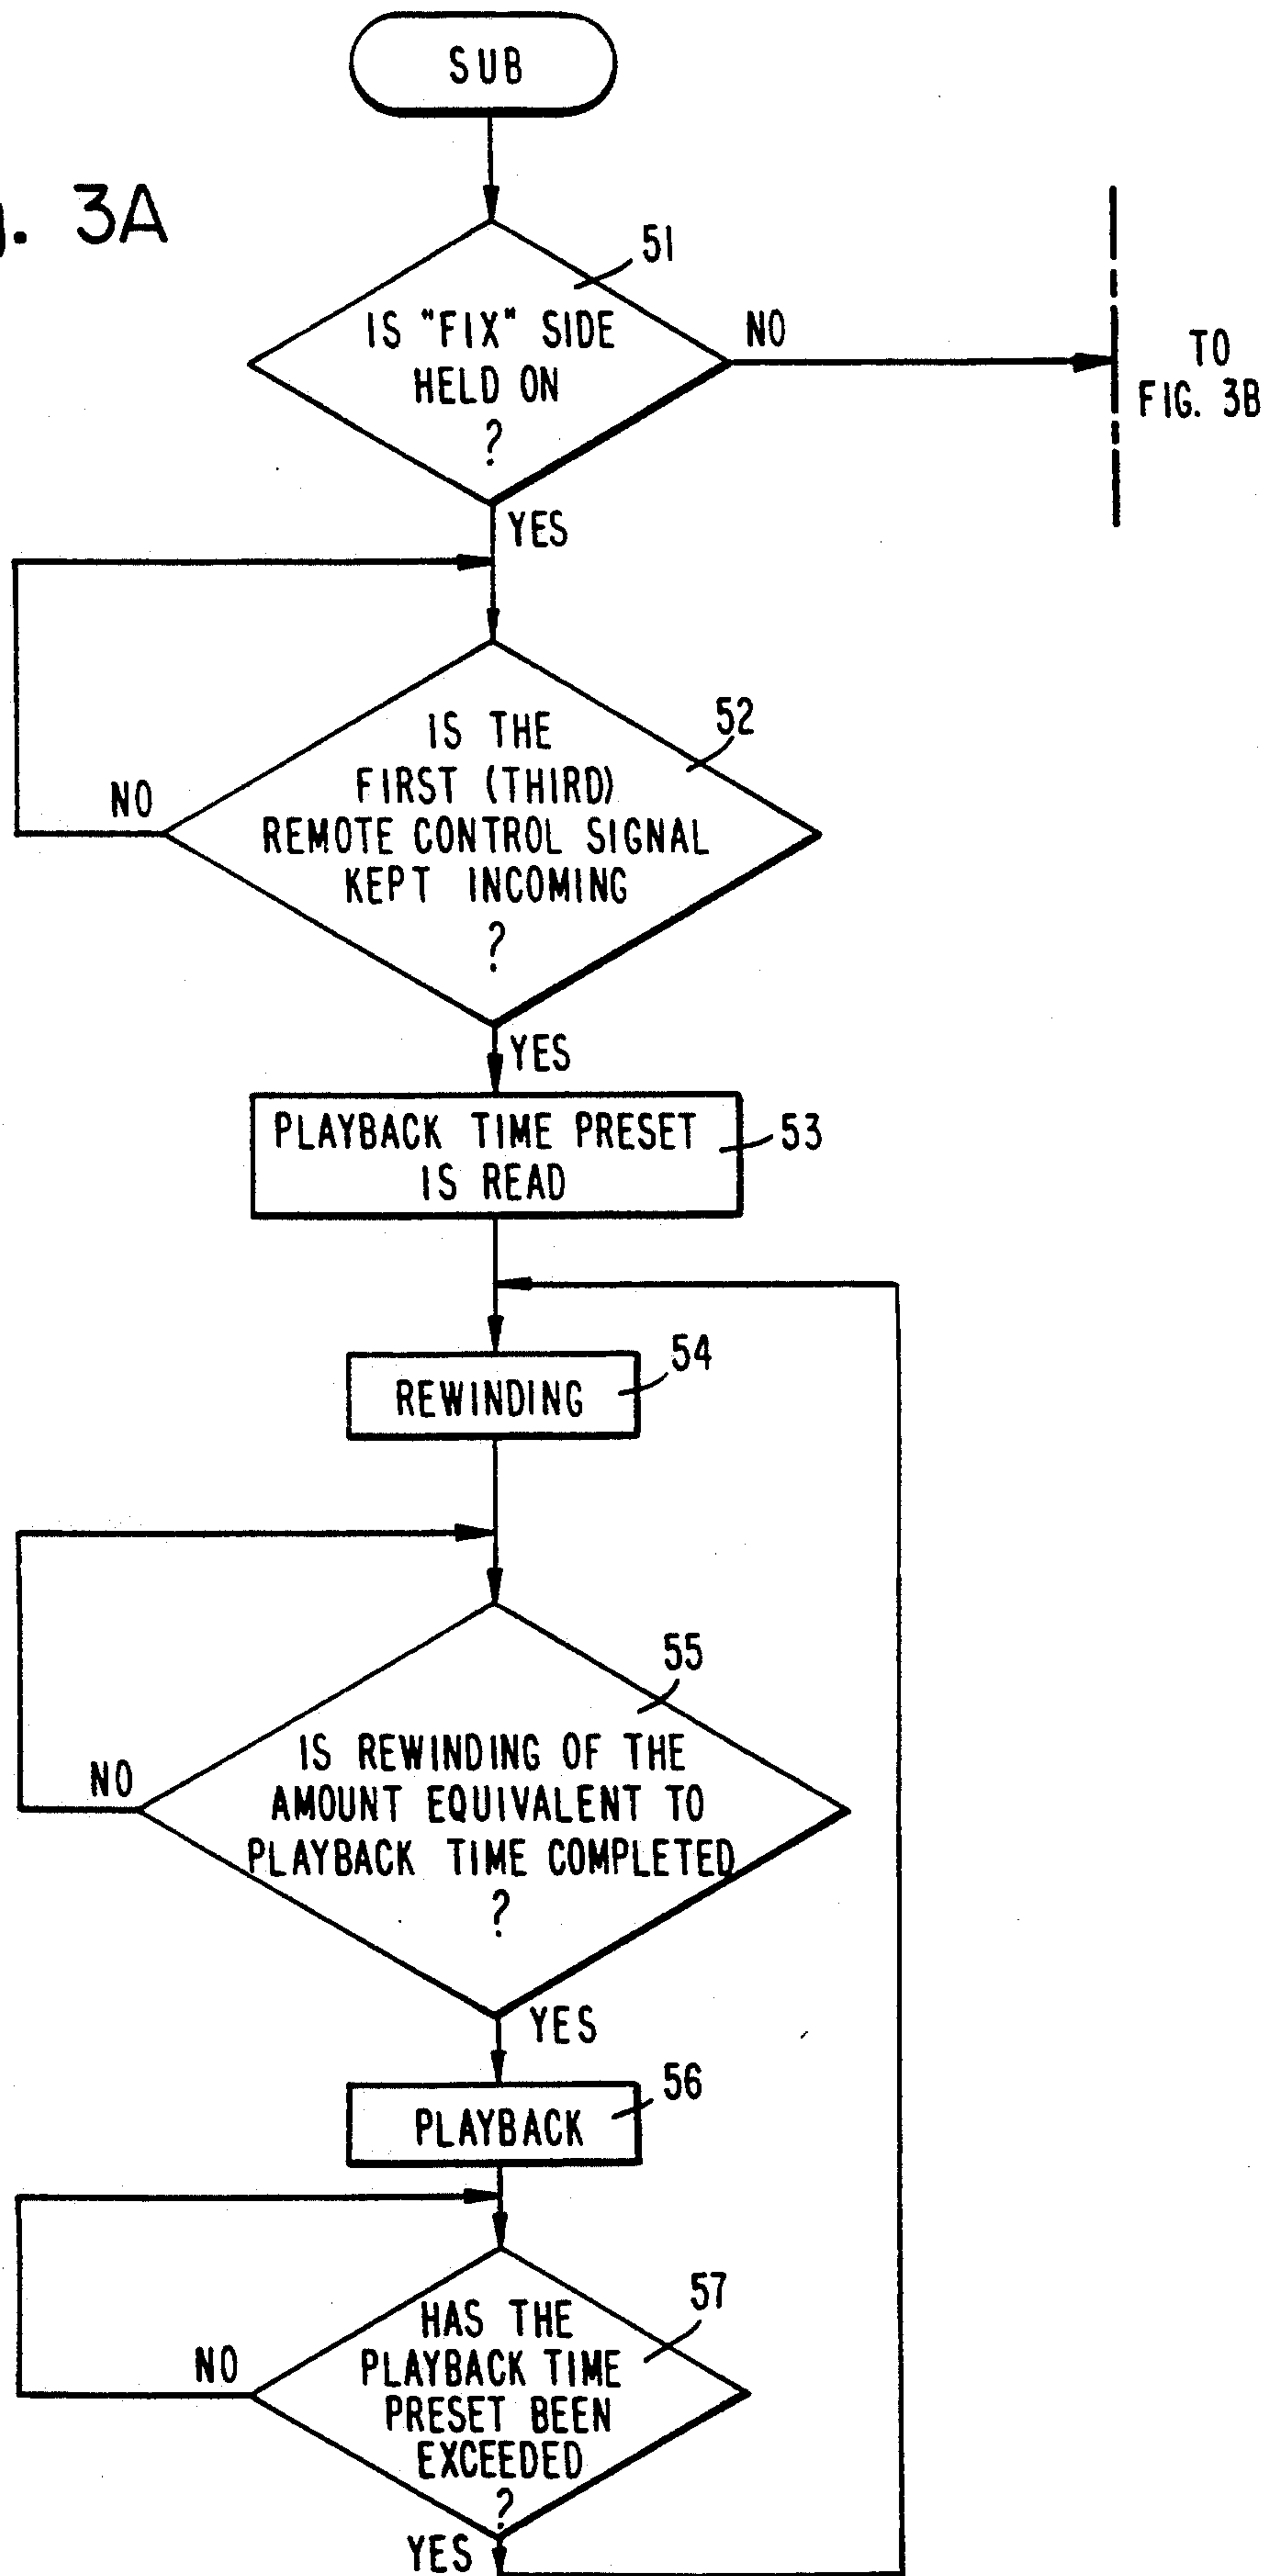 SUB
. 3A
51
IS "FIX" SIDE
HELD ON
?
NO
TO
FIG. 3B
YES
52
IS THE
FIRST (THIRD)
REMOTE CONTROL SIGNAL
KEPT INCOMING
?
NO
YES
PLAYBACK TIME PRESET
IS READ
53
54
REWINDING
55
IS REWINDING OF THE
AMOUNT EQUIVALENT TO
PLAYBACK TIME COMPLETED
?
NO
YES
56
PLAYBACK
57
HAS THE
PLAYBACK TIME
PRESET BEEN
EXCEEDED
?
NO
YES